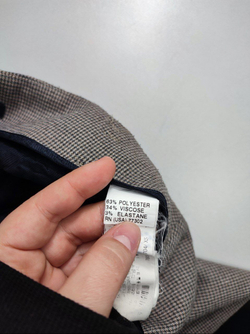 63% POLYESTER
34% VISCOSE
3% ELASTANE
RN (USA) 77302